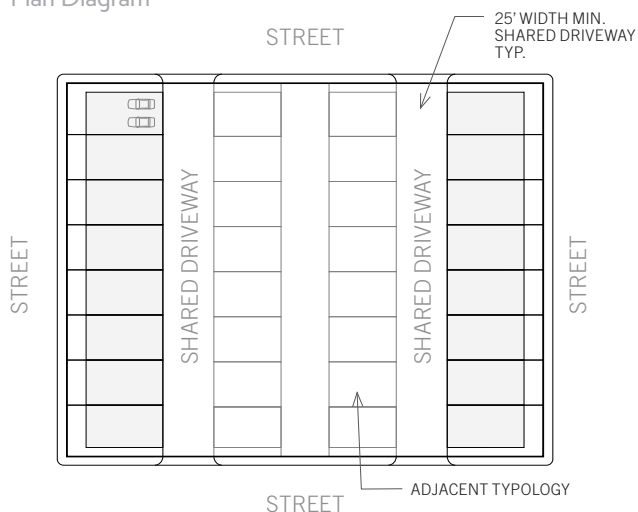 Plan Diagram
25' WIDTH MIN.
SHARED DRIVEWAY
TYP.
STREET
STREET
SHARED DRIVEWAY
SHARED DRIVEWAY
STREET
ADJACENT TYPOLOGY
STREET